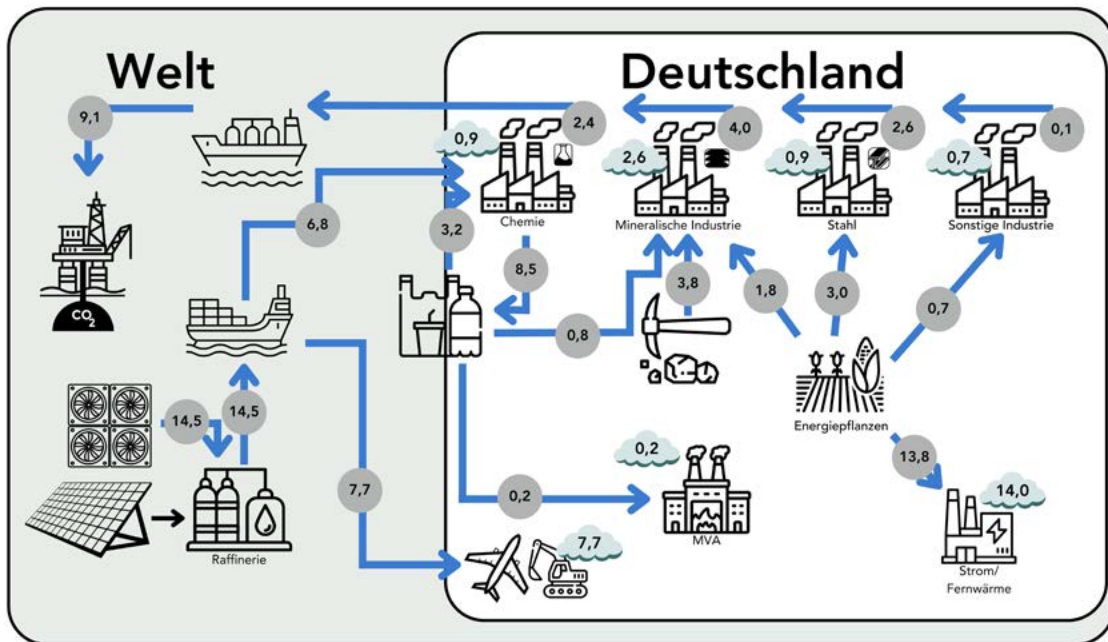 Welt
Deutschland
9,1
2,4
4,0
2,6
0,1
0,9
2,6
0,9
0,7
Chemie
Mineralische Industrie
Stahl
Sonstige Industrie
6,8
3,2
8,5
3,8
1,8
3,0
0,7
CO2
0,8
Energiepflanzen
14,5
14,5
13,8
0,2
7,7
0,2
14,0
MVA
Raffinerie
7,7
Strom/
Fernwärme